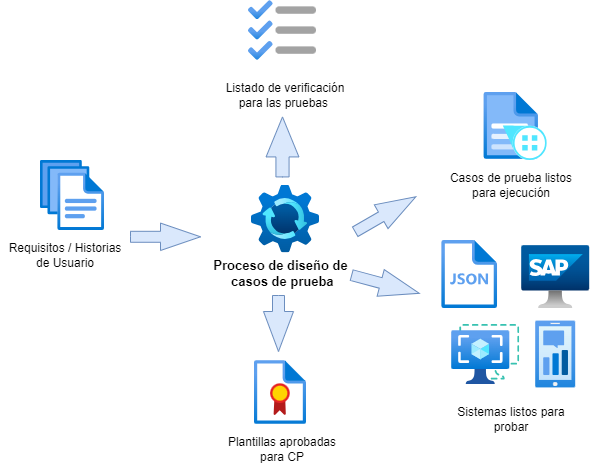 Listado de verificación
para las pruebas
Casos de prueba listos
para ejecución
Requisitos / Historias
de Usuario
Proceso de diseño de
casos de prueba
JSON
SAP
Sistemas listos para
probar
Plantillas aprobadas
para CP